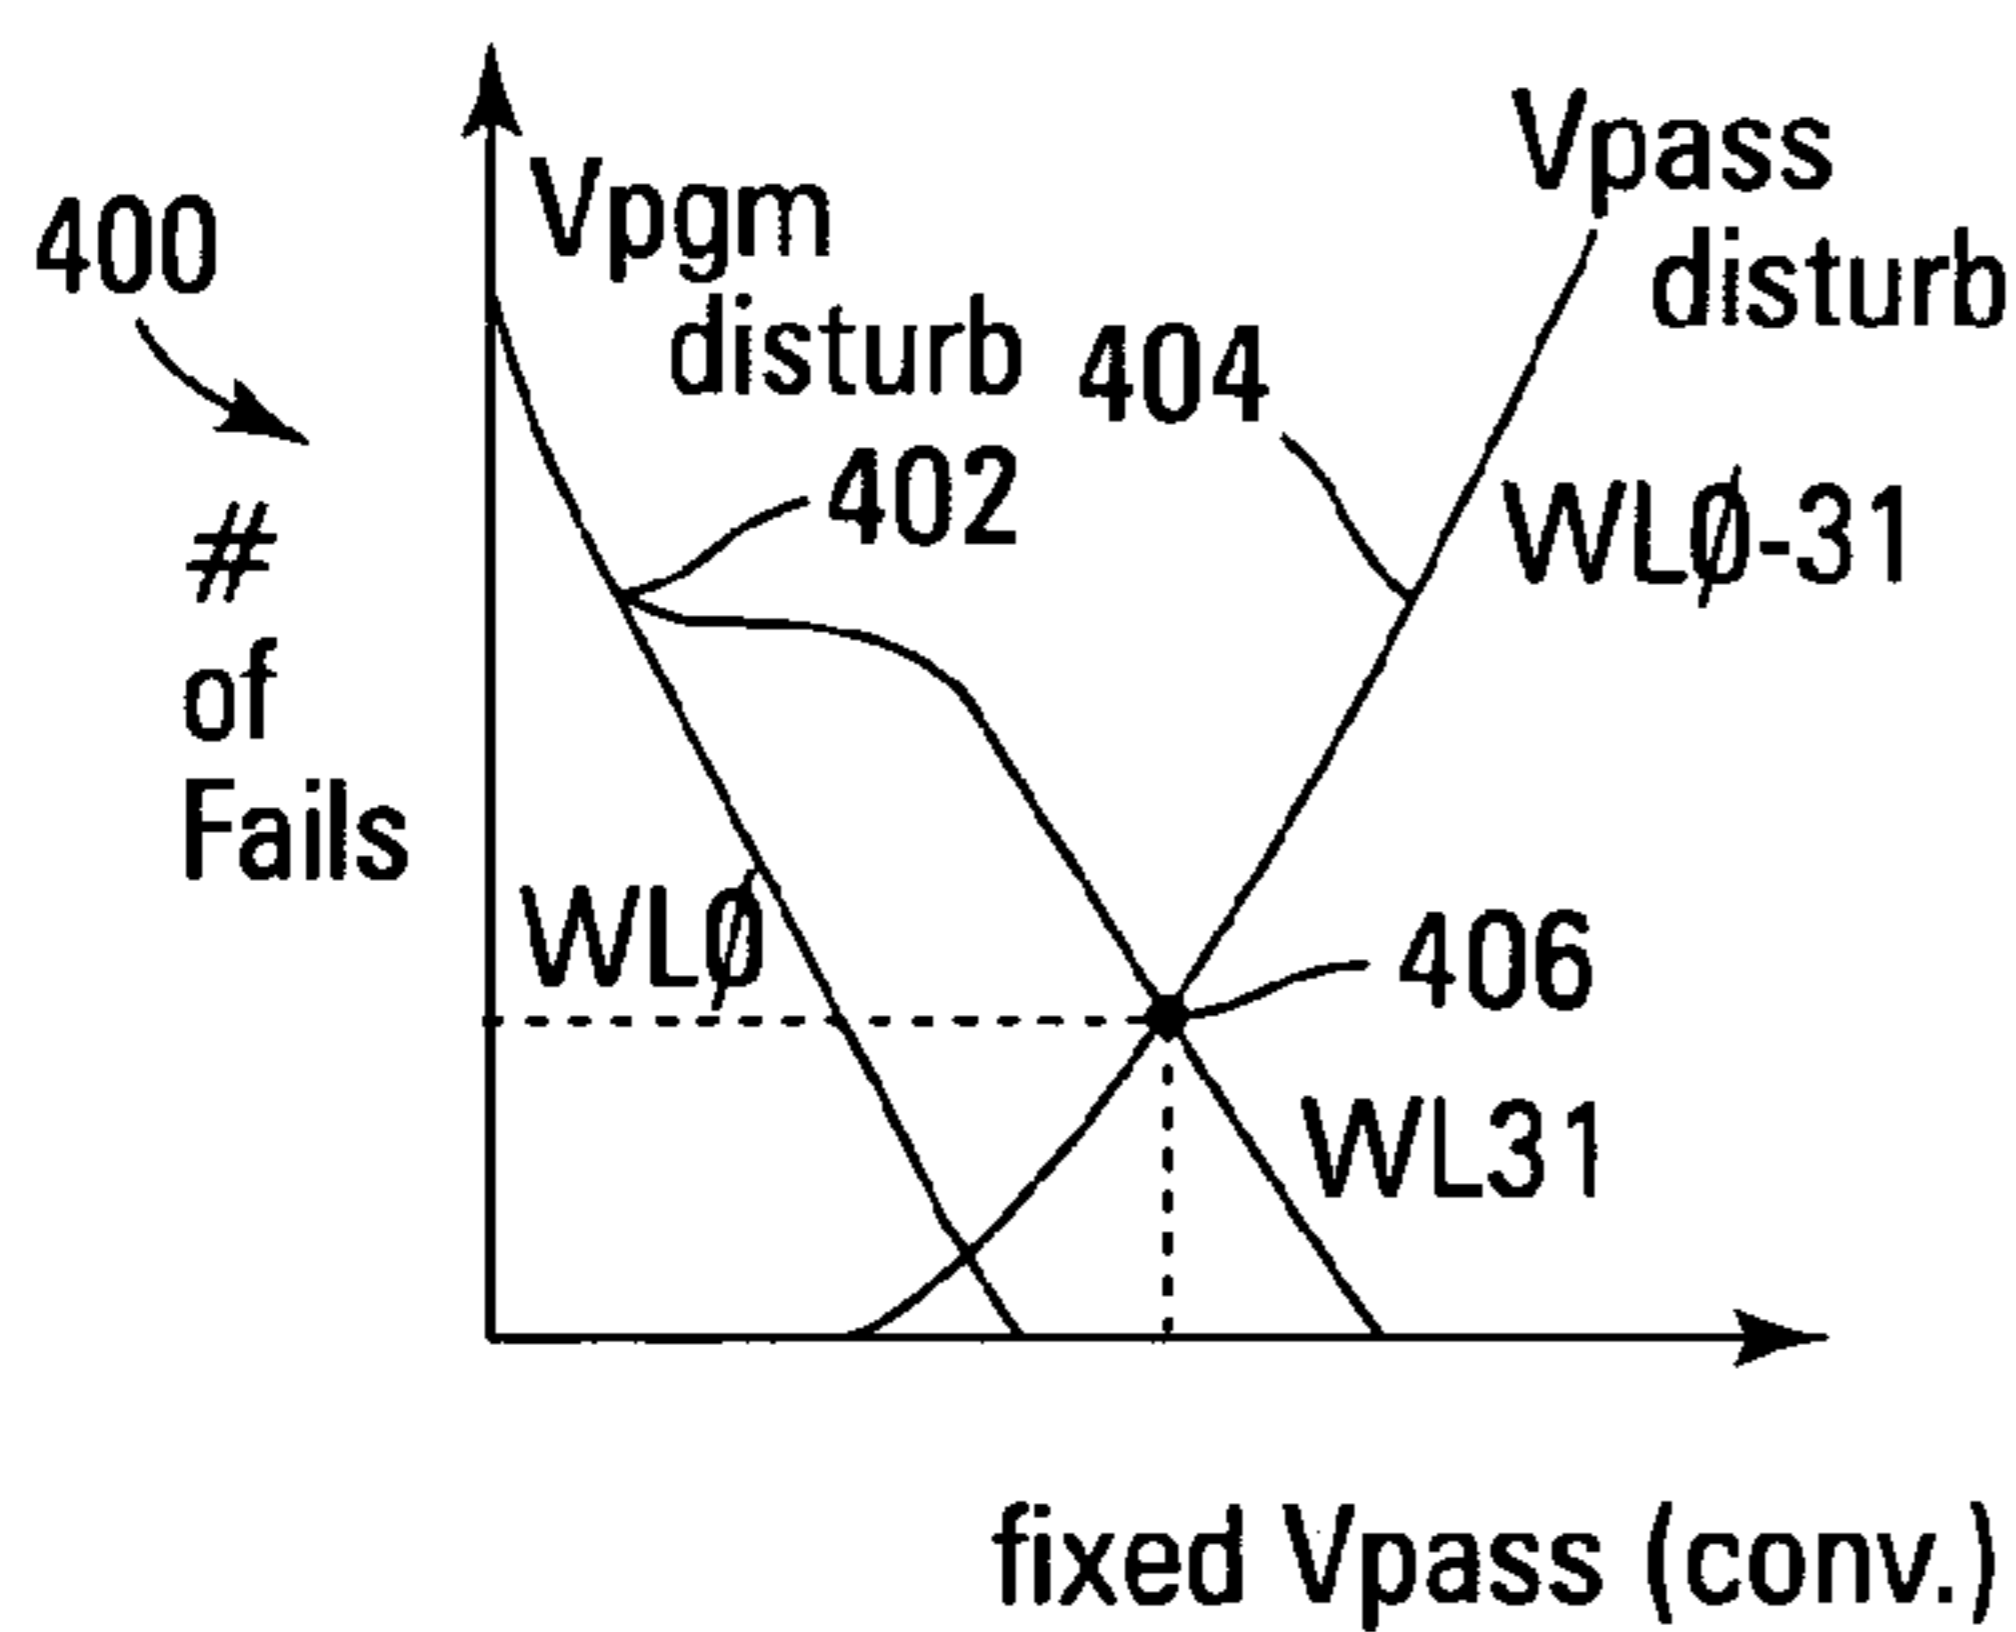 400
#
of
Fails
Vpgm
disturb
402
404
Vpass
disturb
WLØ-31
WLØ
406
WL31
fixed Vpass (conv.)